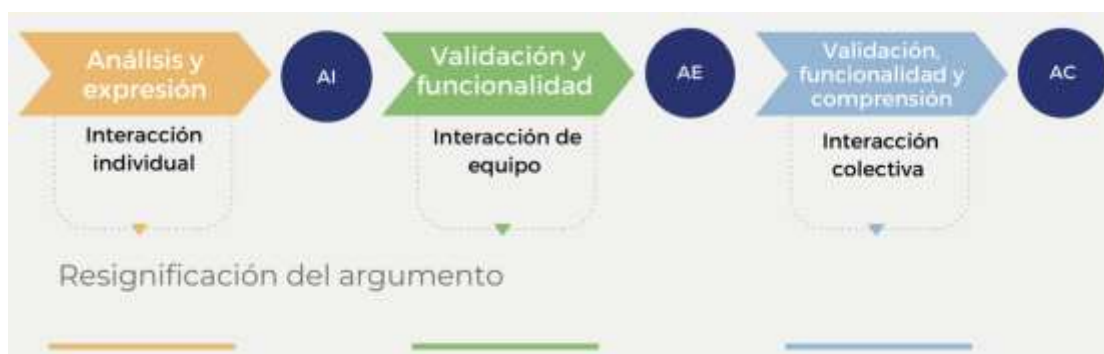 Análisis y
expresión
AI
Validación y
funcionalidad
AE
Validación,
funcionalidad y
comprensión
AC
Interacción
individual
Interacción de
equipo
Interacción
colectiva
Resignificación del argumento